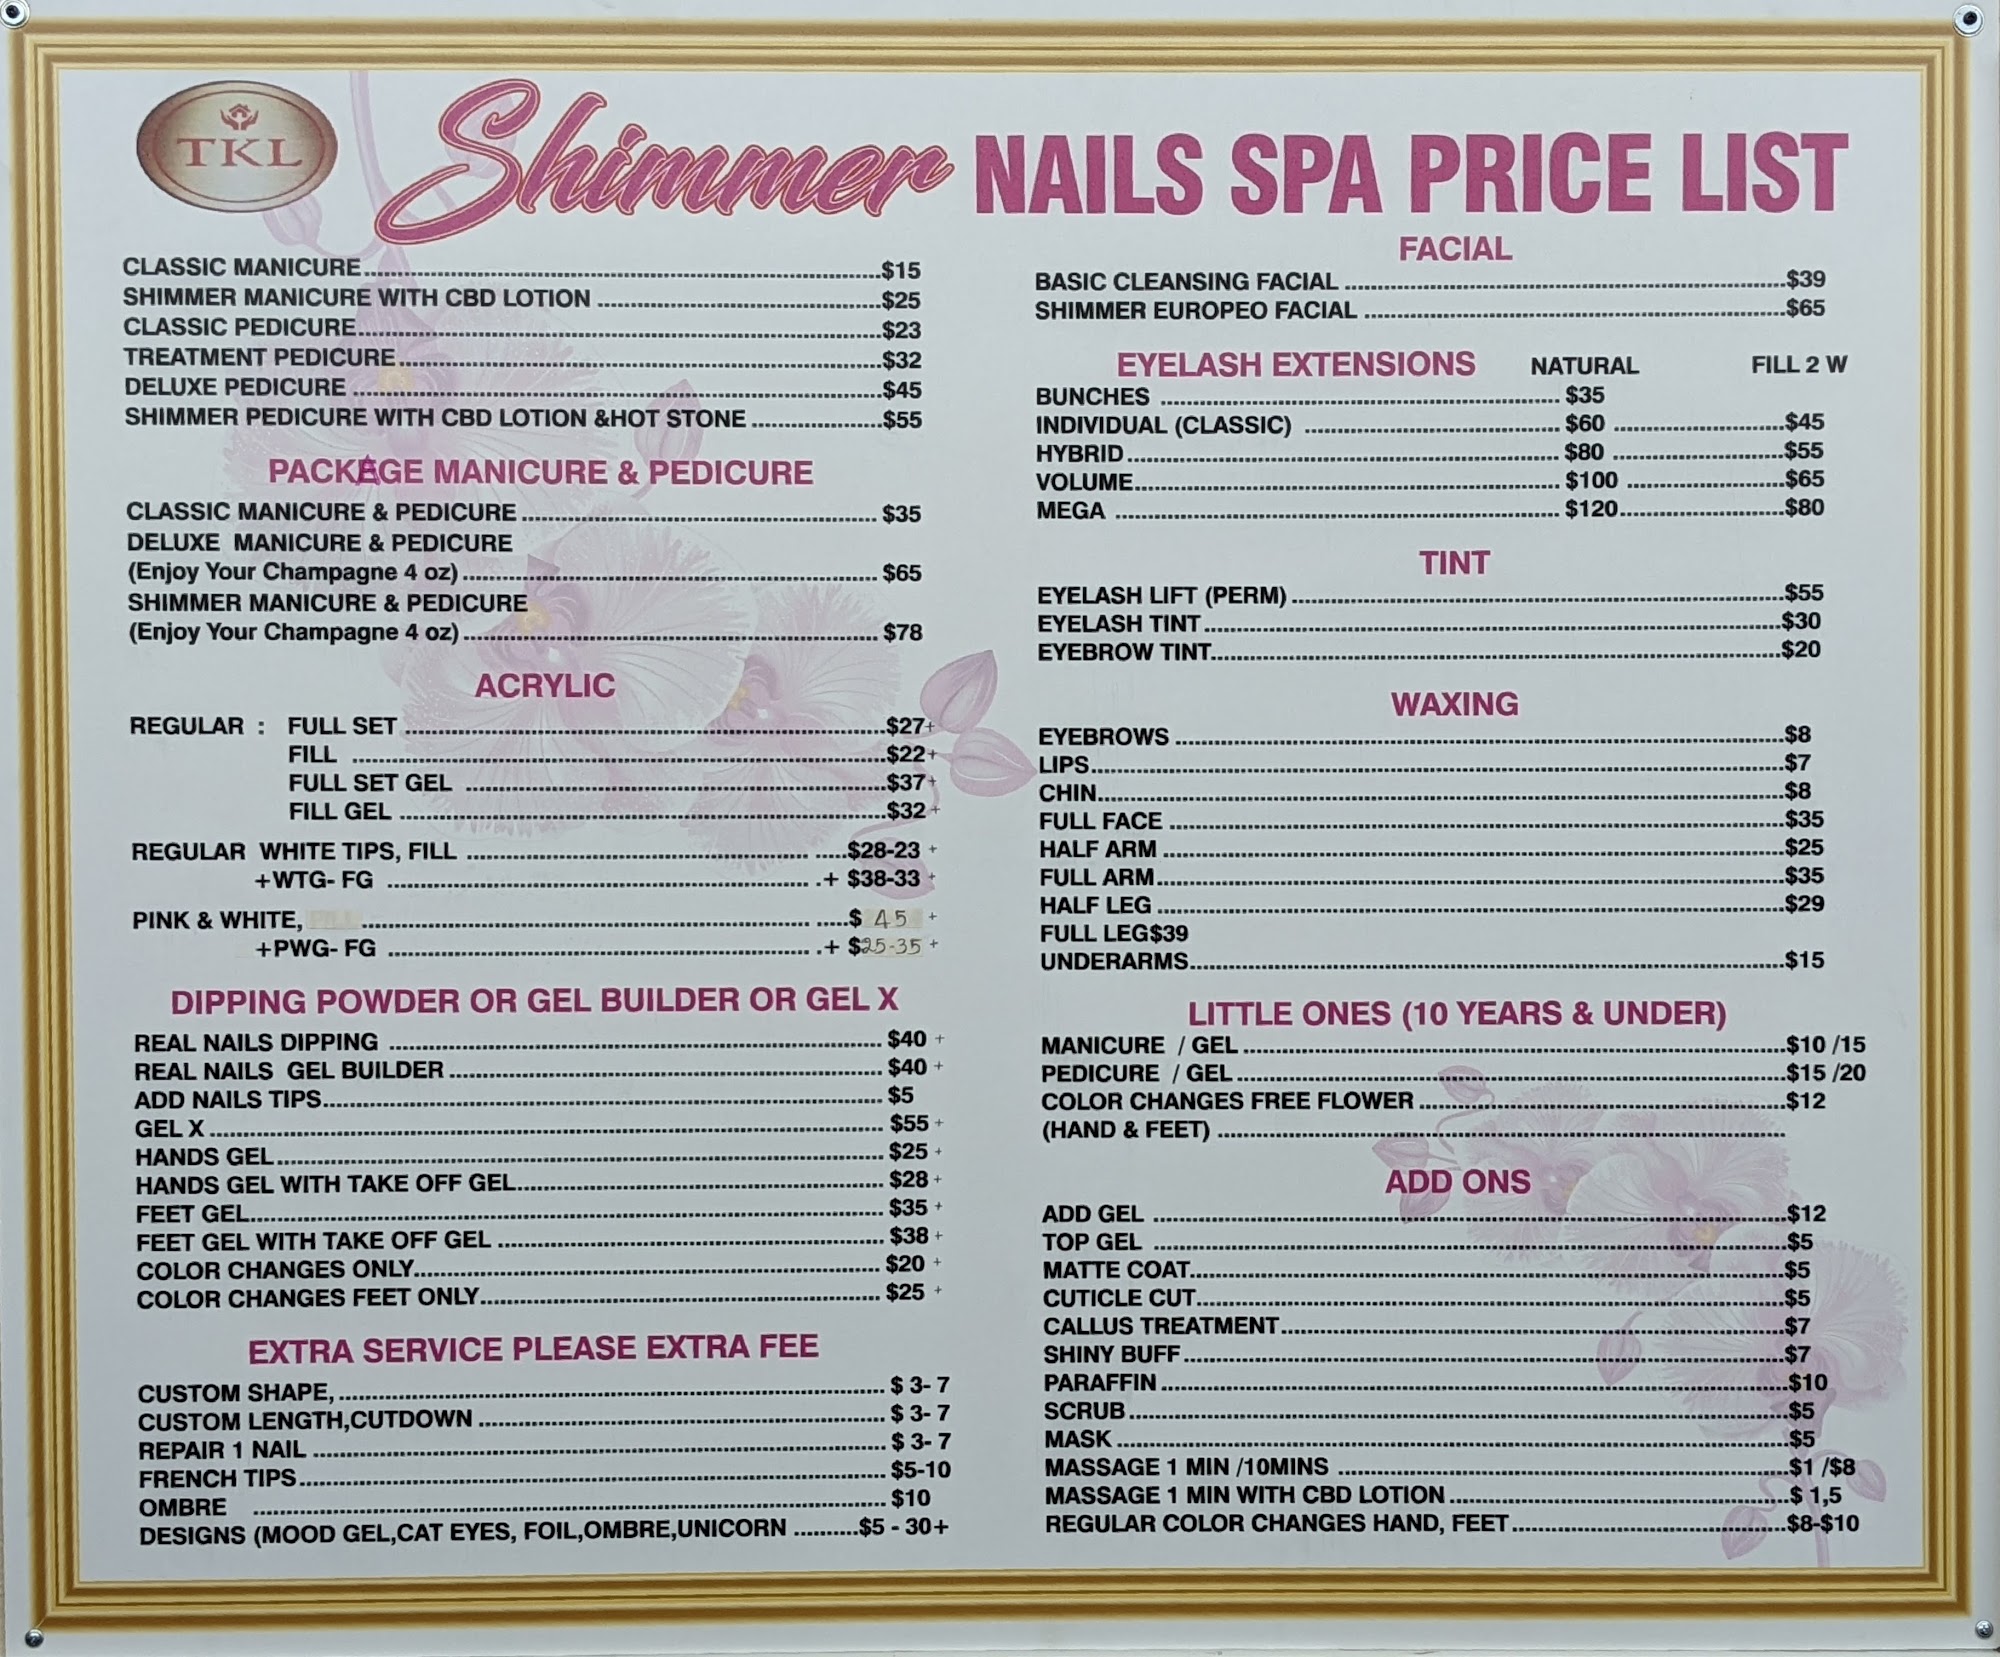 TKL
Shimmer NAILS SPA PRICE LIST
CLASSIC MANICURE $15
SHIMMER MANICURE WITH CBD LOTION $25
CLASSIC PEDICURE $23
TREATMENT PEDICURE $32
DELUXE PEDICURE $45
SHIMMER PEDICURE WITH CBD LOTION &HOT STONE $55
PACKAGE MANICURE & PEDICURE
CLASSIC MANICURE & PEDICURE $35
DELUXE MANICURE & PEDICURE
(Enjoy Your Champagne 4 oz) $65
SHIMMER MANICURE & PEDICURE
(Enjoy Your Champagne 4 oz) $78
ACRYLIC
REGULAR : FULL SET $27+
FILL $22+
FULL SET GEL $37+
FILL GEL $32+
REGULAR WHITE TIPS, FILL $28-23 +
+WTG- FG + $38-33 +
PINK & WHITE, $ 45 +
+PWG- FG + $25-35 +
DIPPING POWDER OR GEL BUILDER OR GEL X
REAL NAILS DIPPING $40 +
REAL NAILS GEL BUILDER $40 +
ADD NAILS TIPS $5
GEL X $55 +
HANDS GEL $25 +
HANDS GEL WITH TAKE OFF GEL $28 +
FEET GEL $35 +
FEET GEL WITH TAKE OFF GEL $38 +
COLOR CHANGES ONLY $20 +
COLOR CHANGES FEET ONLY $25 +
EXTRA SERVICE PLEASE EXTRA FEE
CUSTOM SHAPE, $ 3- 7
CUSTOM LENGTH,CUTDOWN $ 3- 7
REPAIR 1 NAIL $ 3- 7
FRENCH TIPS $5-10
OMBRE $10
DESIGNS (MOOD GEL,CAT EYES, FOIL,OMBRE,UNICORN $5 - 30+
FACIAL
BASIC CLEANSING FACIAL $39
SHIMMER EUROPEO FACIAL $65
EYELASH EXTENSIONS NATURAL FILL 2 W
BUNCHES $35
INDIVIDUAL (CLASSIC) $60 $45
HYBRID $80 $55
VOLUME $100 $65
MEGA $120 $80
TINT
EYELASH LIFT (PERM) $55
EYELASH TINT $30
EYEBROW TINT $20
WAXING
EYEBROWS $8
LIPS $7
CHIN $8
FULL FACE $35
HALF ARM $25
FULL ARM $35
HALF LEG $29
FULL LEG$39
UNDERARMS $15
LITTLE ONES (10 YEARS & UNDER)
MANICURE / GEL $10 /15
PEDICURE / GEL $15 /20
COLOR CHANGES FREE FLOWER $12
(HAND & FEET)
ADD ONS
ADD GEL $12
TOP GEL $5
MATTE COAT $5
CUTICLE CUT $5
CALLUS TREATMENT $7
SHINY BUFF $7
PARAFFIN $10
SCRUB $5
MASK $5
MASSAGE 1 MIN /10MINS $1 /$8
MASSAGE 1 MIN WITH CBD LOTION $ 1,5
REGULAR COLOR CHANGES HAND, FEET $8-$10